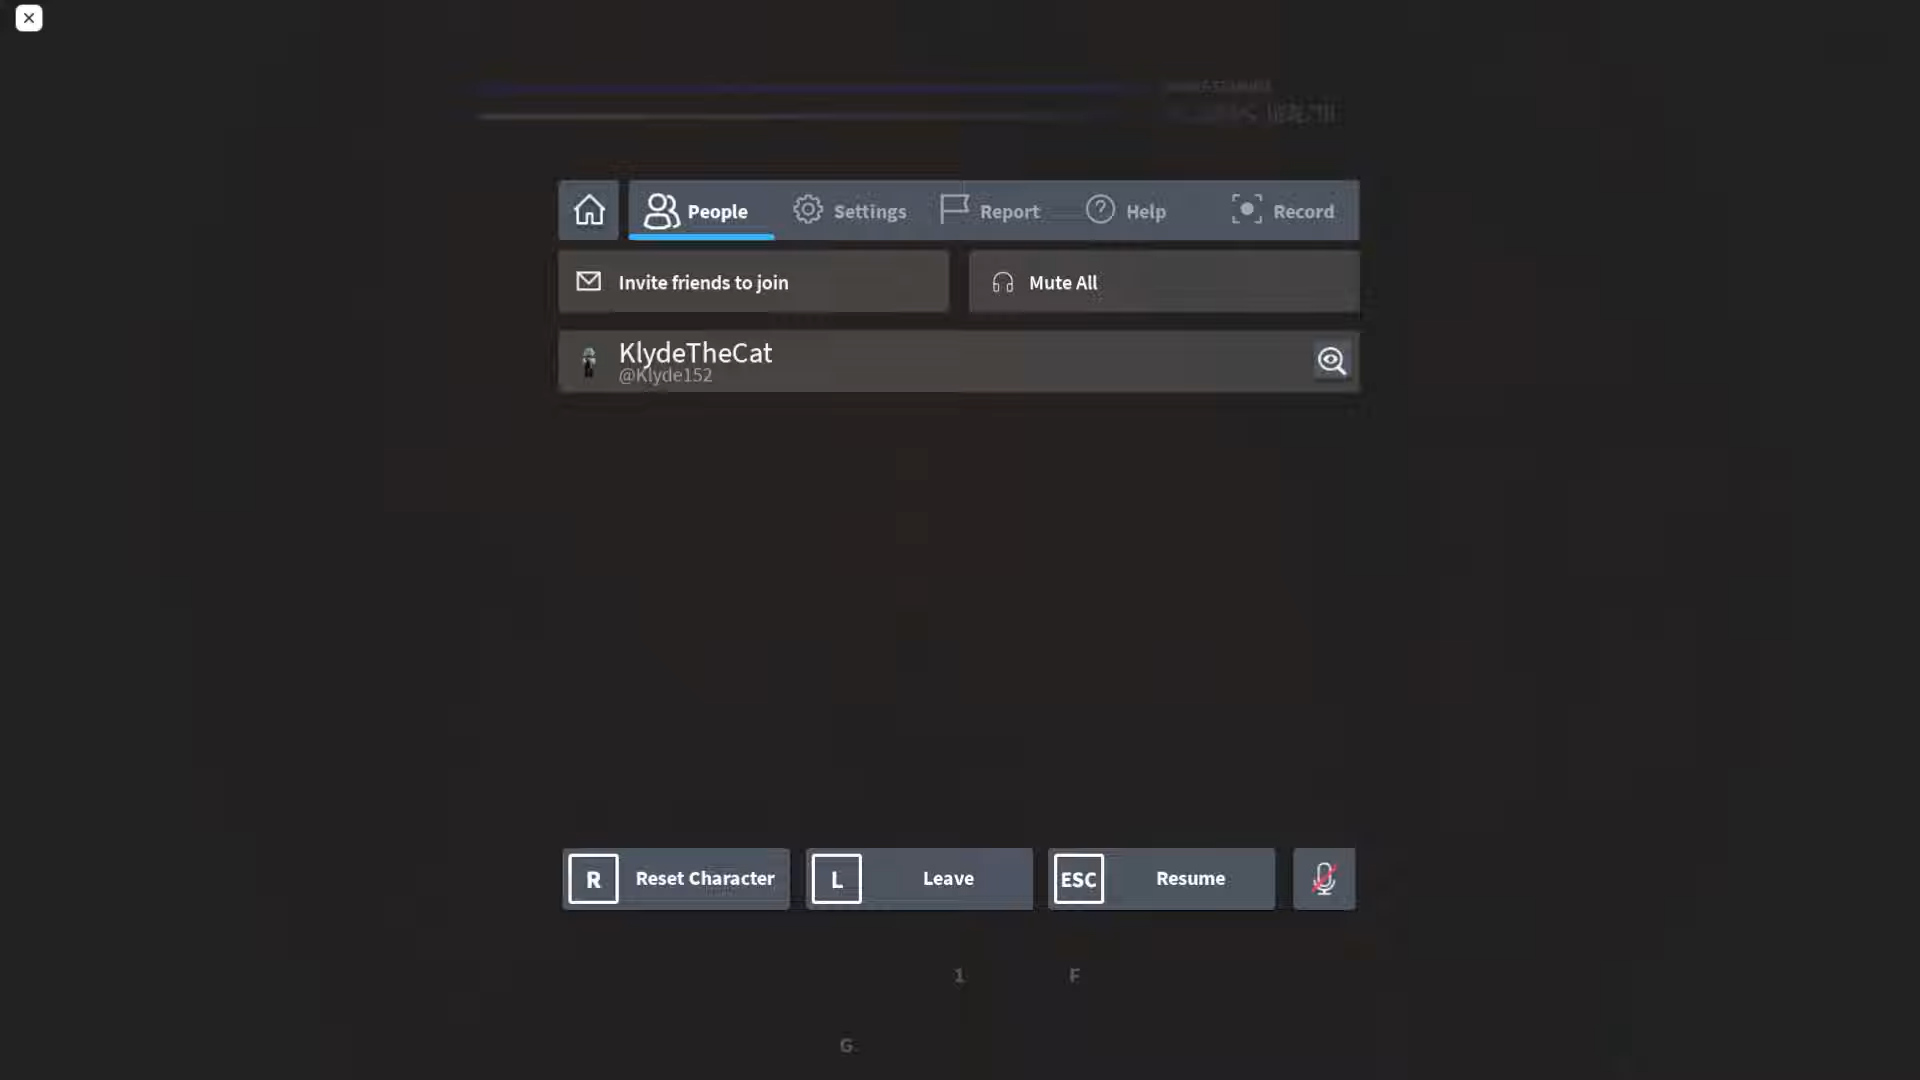 People
Settings
Report
Help
Record
Invite friends to join
Mute All
KlydeTheCat
@Klyde152
R
Reset Character
L
Leave
ESC
Resume
1
F
G